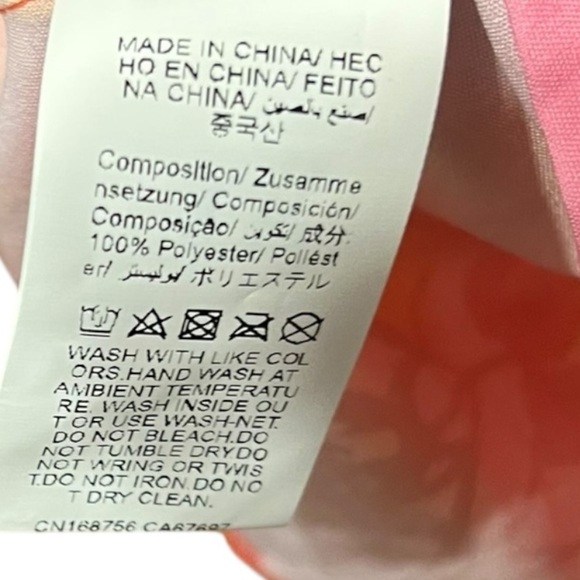 MADE IN CHINA/ HEC
HO EN CHINA/ FEITO
NA CHINA/ صنع بالصين/
중국산
Composition/ Zusamme
nsetzung/ Composición/
Composição/ تكوين/ 成分.
100% Polyester/ Poliést
er/ بوليستر/ ポリエステル
WASH WITH LIKE COL
ORS.HAND WASH AT
AMBIENT TEMPERATU
RE. WASH INSIDE OU
T OR USE WASH-NET.
DO NOT BLEACH.DO
NOT TUMBLE DRY.DO
NOT WRING OR TWIS
T.DO NOT IRON.DO NO
T DRY CLEAN.
CN168756 CA67697